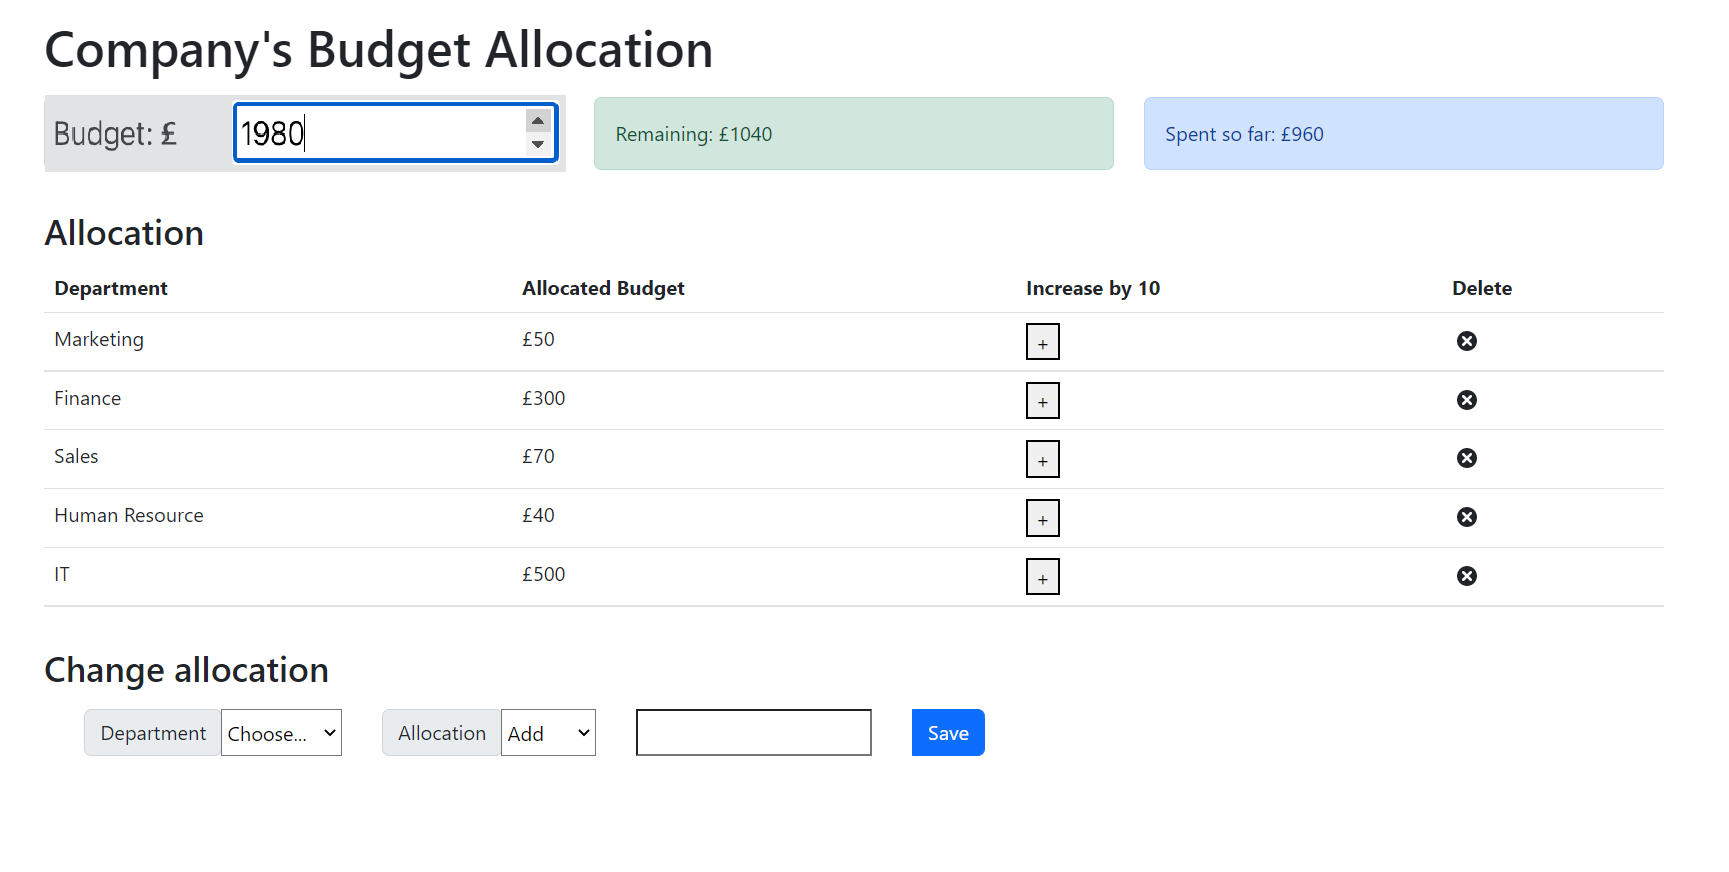 Company's Budget Allocation
Budget: £ 1980
Remaining: £1040
Spent so far: £960
Allocation
Department Allocated Budget Increase by 10 Delete
Marketing £50 +
Finance £300 +
Sales £70 +
Human Resource £40 +
IT £500 +
Change allocation
Department Choose... Allocation Add Save